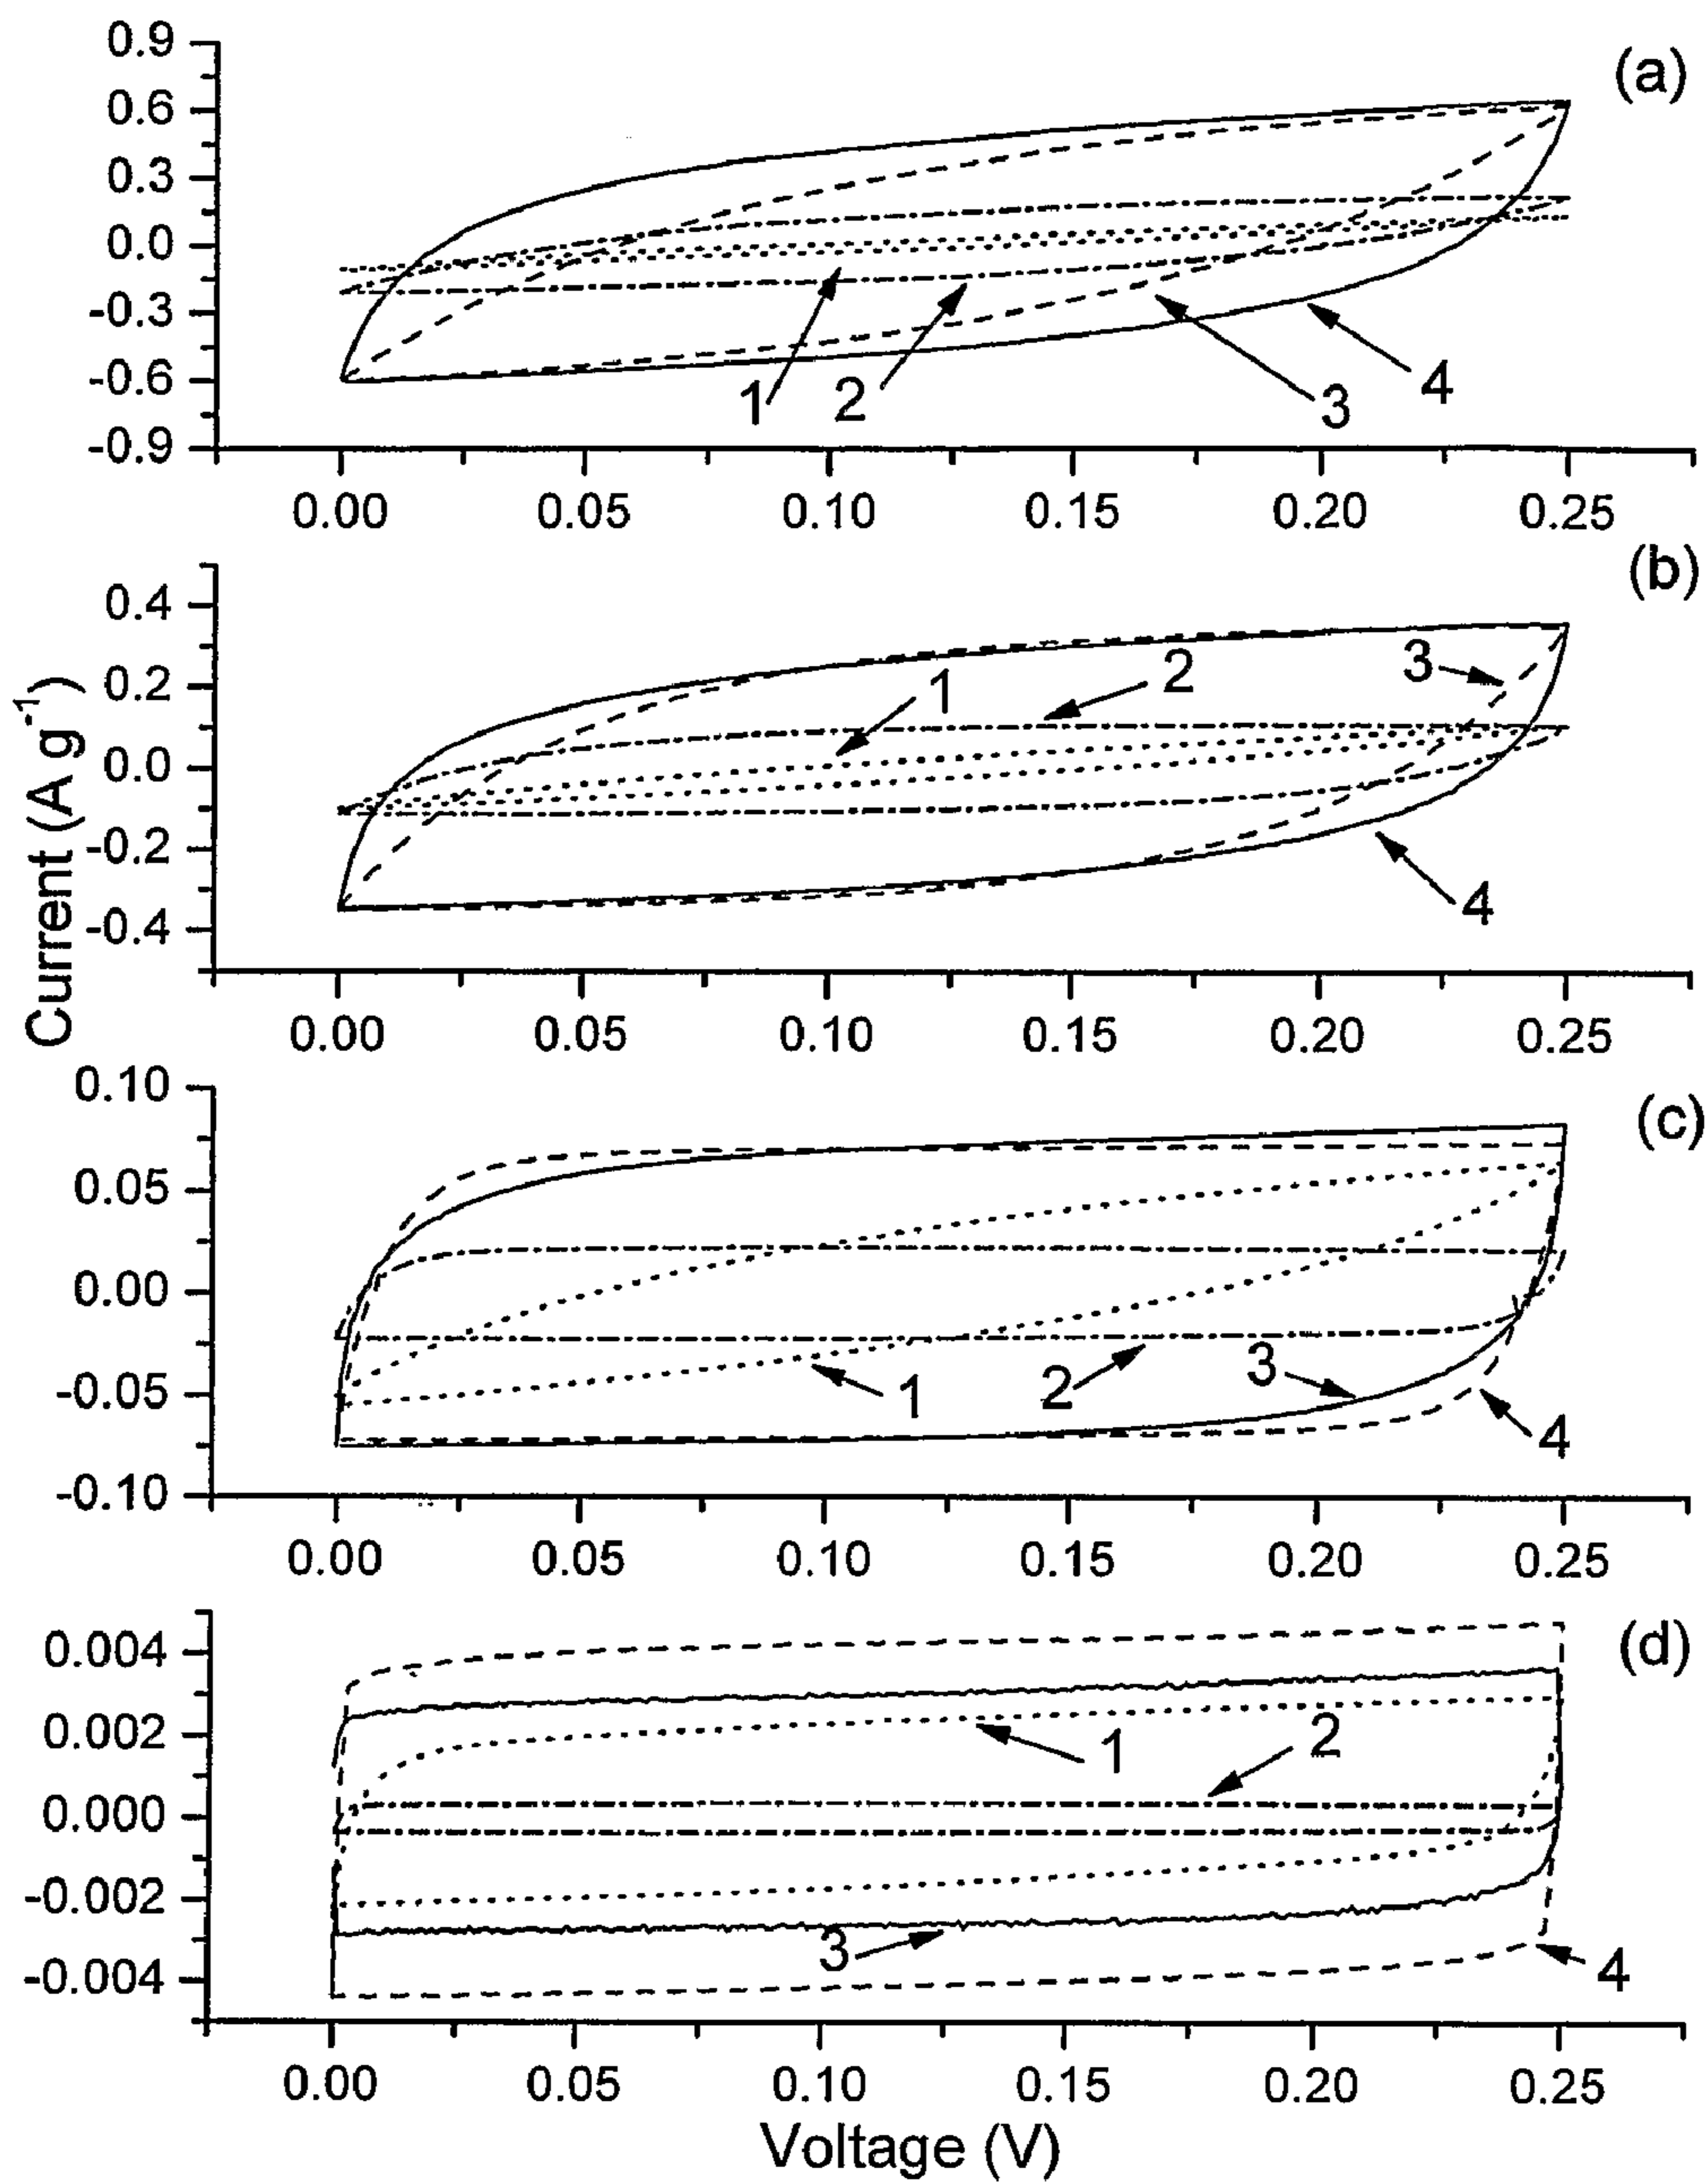 (a)
0.9
0.6
0.3
0.0
-0.3
-0.6
-0.9
1 2 3 4
0.00 0.05 0.10 0.15 0.20 0.25
(b)
0.4
0.2
0.0
-0.2
-0.4
1 2 3
4
0.00 0.05 0.10 0.15 0.20 0.25
Current (A g⁻¹)
(c)
0.10
0.05
0.00
-0.05
-0.10
1 2 3 4
0.00 0.05 0.10 0.15 0.20 0.25
(d)
0.004
0.002
0.000
-0.002
-0.004
1 2
3 4
0.00 0.05 0.10 0.15 0.20 0.25
Voltage (V)